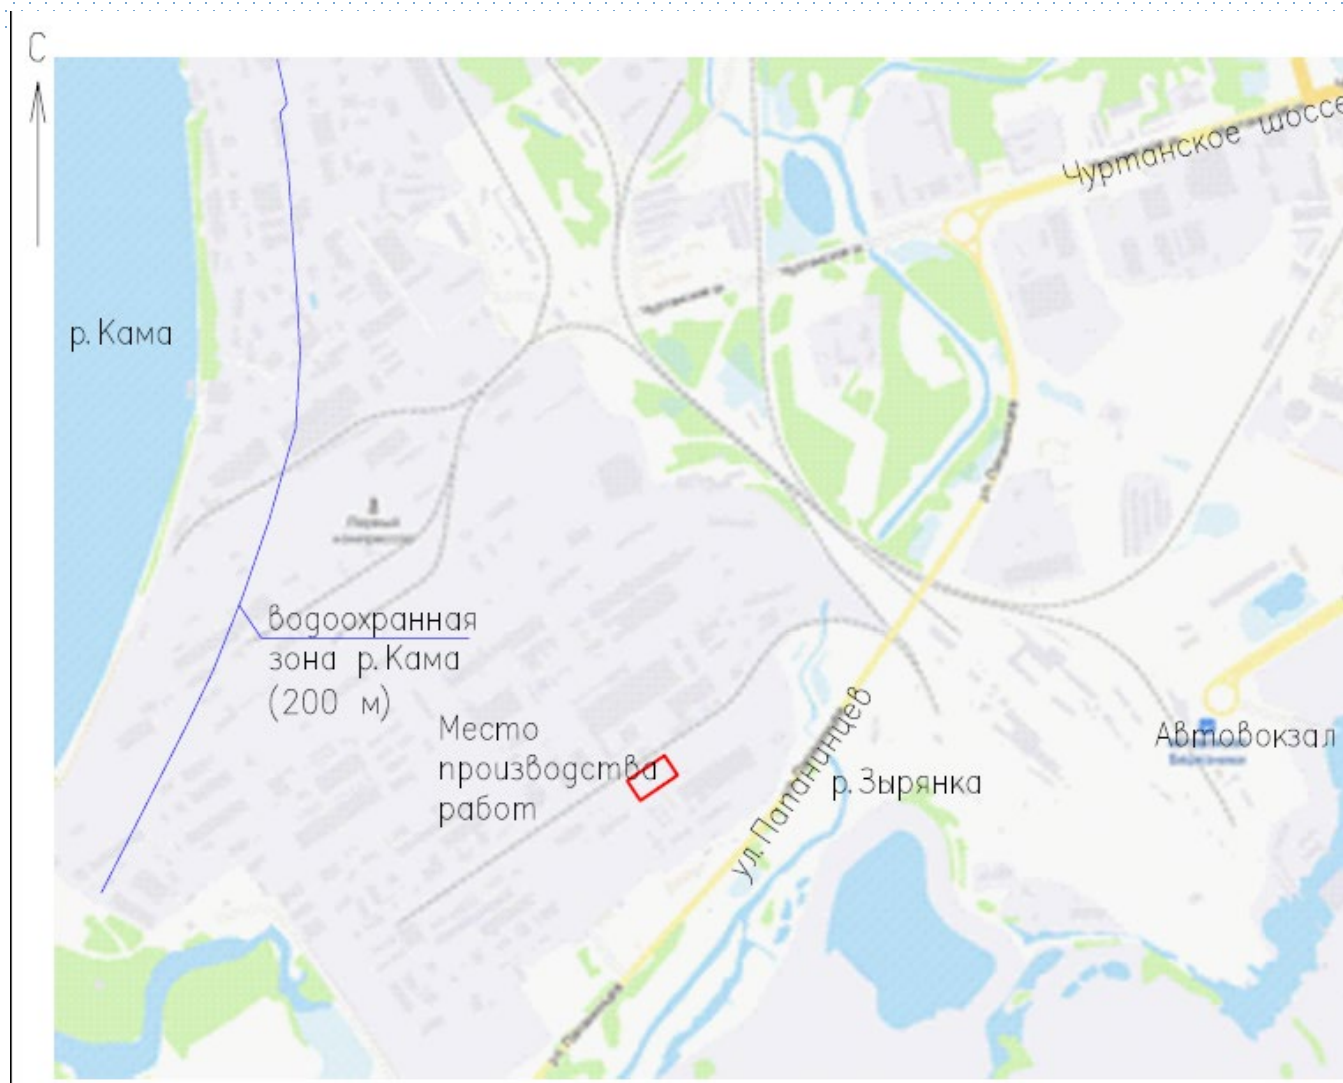 С
Чуртанское шоссе
р. Кама
водоохранная
зона р. Кама
(200 м)
Место
производства
работ
ул. Папанинцев
р. Зырянка
Автовокзал